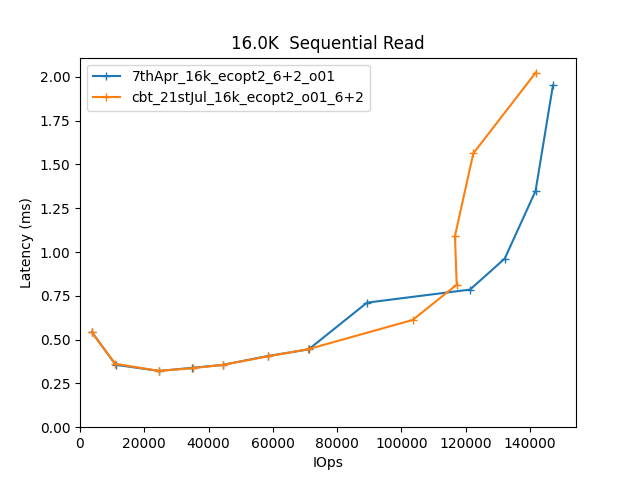 16.0K  Sequential Read
7thApr_16k_ecopt2_6+2_o01
cbt_21stJul_16k_ecopt2_o01_6+2
Latency (ms)
2.00
1.75
1.50
1.25
1.00
0.75
0.50
0.25
0.00
0 20000 40000 60000 80000 100000 120000 140000
IOps